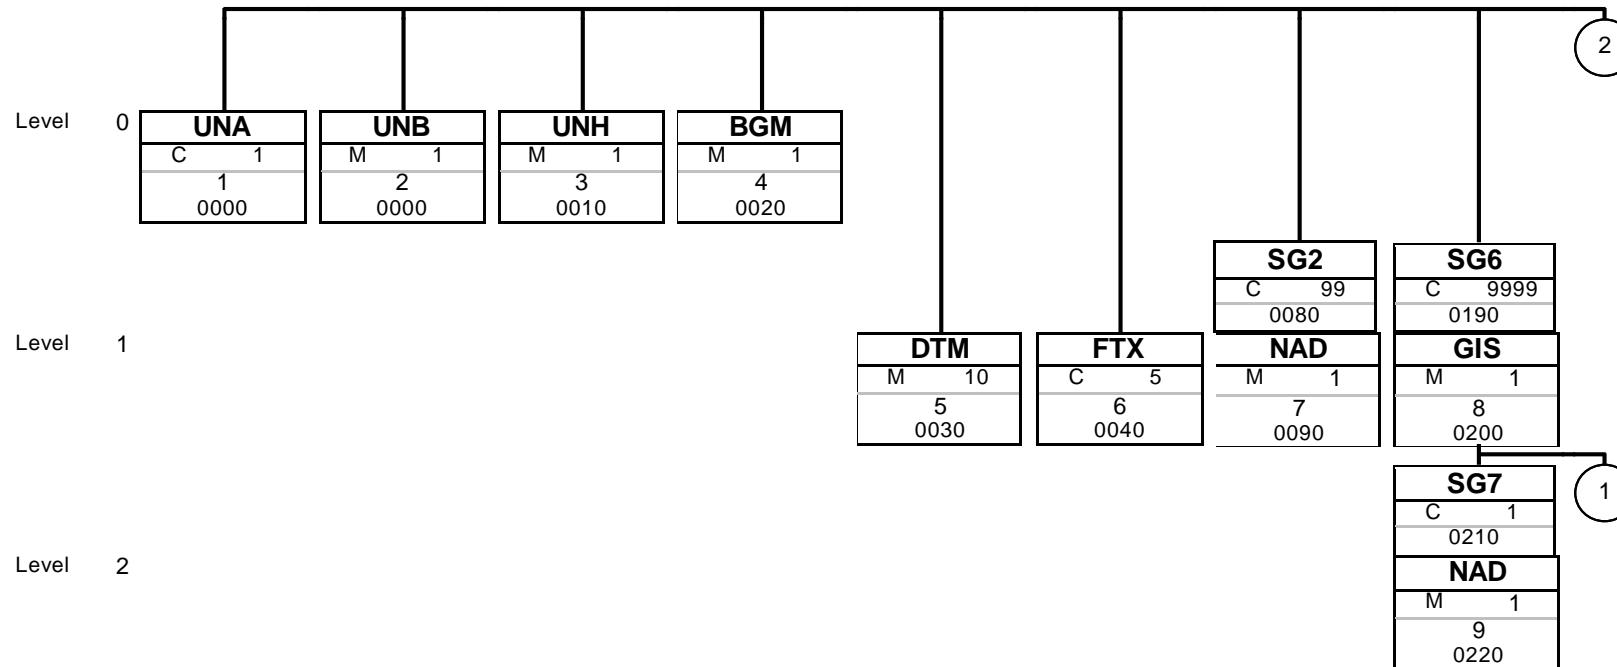 2
Level 0
UNA UNB UNH BGM
C 1 M 1 M 1 M 1
1 2 3 4
0000 0000 0010 0020
SG2 SG6
C 99 C 9999
0080 0190
Level 1
DTM FTX NAD GIS
M 10 C 5 M 1 M 1
5 6 7 8
0030 0040 0090 0200
SG7 1
C 1
0210
Level 2
NAD
M 1
9
0220